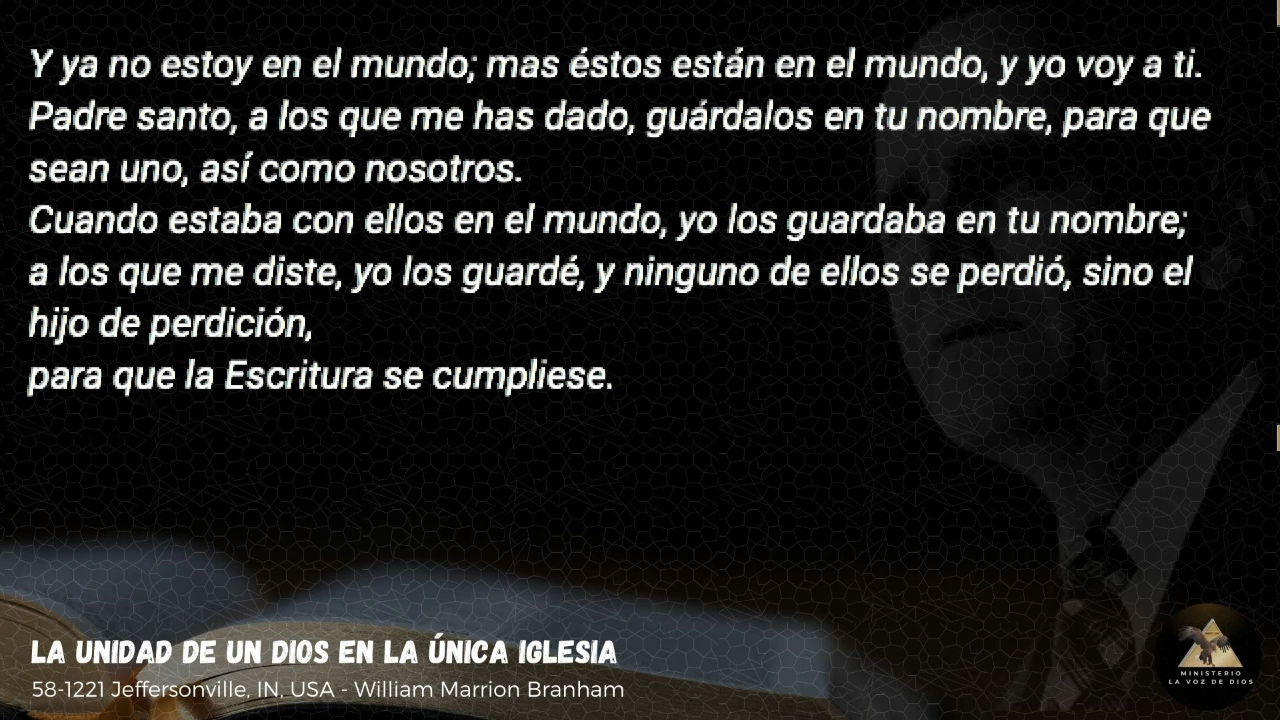 Y ya no estoy en el mundo; mas éstos están en el mundo, y yo voy a ti.
Padre santo, a los que me has dado, guárdalos en tu nombre, para que
sean uno, así como nosotros.
Cuando estaba con ellos en el mundo, yo los guardaba en tu nombre;
a los que me diste, yo los guardé, y ninguno de ellos se perdió, sino el
hijo de perdición,
para que la Escritura se cumpliese.
LA UNIDAD DE UN DIOS EN LA ÚNICA IGLESIA
58-1221 Jeffersonville, IN, USA - William Marrion Branham
MINISTERIO
LA VOZ DE DIOS